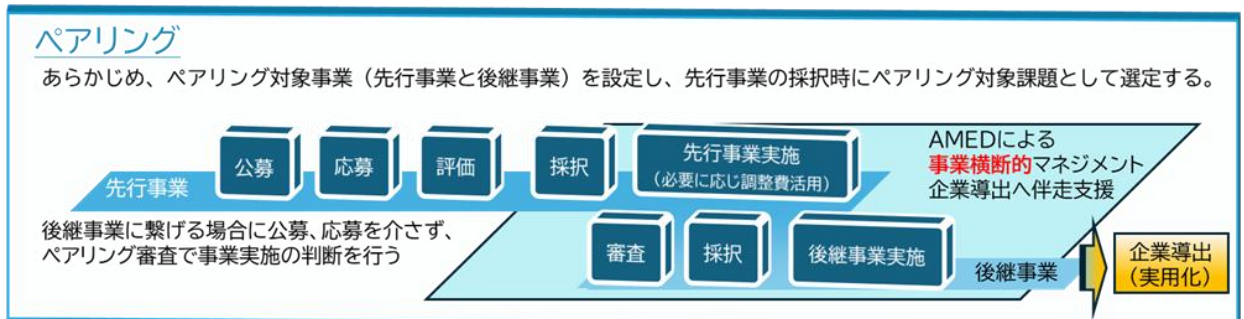 ペアリング
あらかじめ、ペアリング対象事業（先行事業と後継事業）を設定し、先行事業の採択時にペアリング対象課題として選定する。
先行事業
公募
応募
評価
採択
先行事業実施
（必要に応じ調整費活用）
AMEDによる
事業横断的マネジメント
企業導出へ伴走支援
後継事業に繋げる場合に公募、応募を介さず、
ペアリング審査で事業実施の判断を行う
審査
採択
後継事業実施
後継事業
企業導出
（実用化）